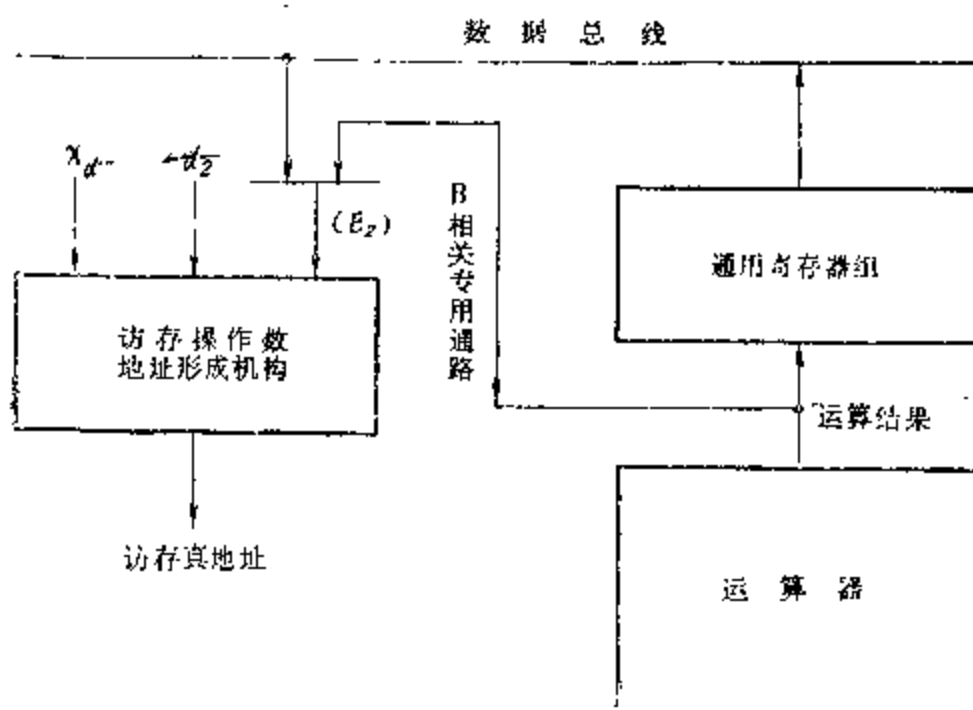 数据总线
(B₂)
B相关专用通路
通用寄存器组
访存操作数
地址形成机构
运算结果
访存真地址
运算器